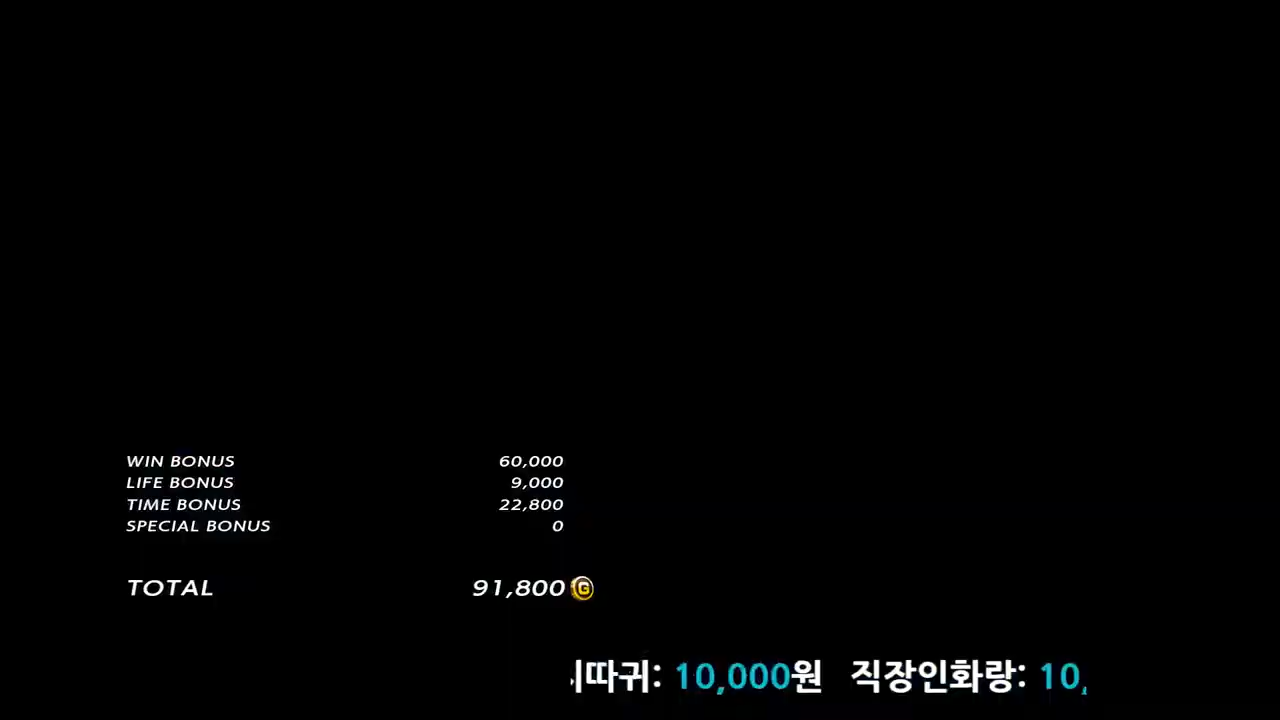 WIN BONUS 60,000
LIFE BONUS 9,000
TIME BONUS 22,800
SPECIAL BONUS 0
TOTAL 91,800 G
따귀: 10,000원 직장인화랑: 10,